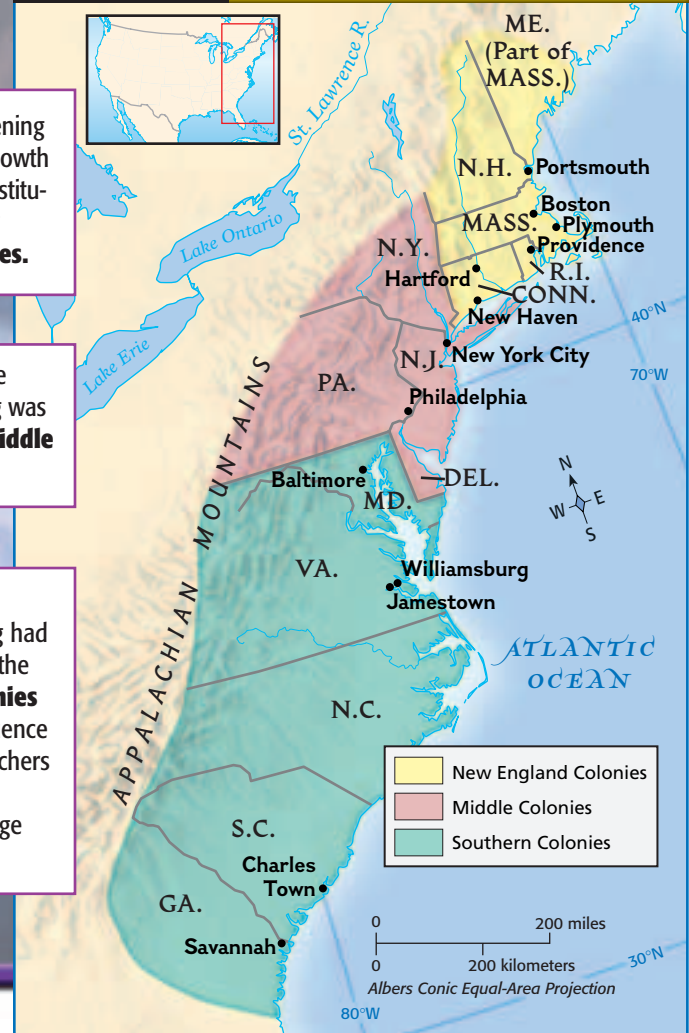 ening
owth
stitu-
es.
e
g was
iddle
g had
the
nies
ence
chers
ge
ME.
(Part of
MASS.)
St. Lawrence R.
N.H.
Portsmouth
Boston
MASS.
Plymouth
Lake Ontario
N.Y.
Providence
Hartford
R.I.
CONN.
New Haven
40°N
Lake Erie
N.J.
New York City
70°W
PA.
Philadelphia
APPALACHIAN MOUNTAINS
Baltimore
DEL.
MD.
N
W
E
S
VA.
Williamsburg
Jamestown
ATLANTIC
OCEAN
N.C.
New England Colonies
Middle Colonies
Southern Colonies
S.C.
Charles
Town
GA.
Savannah
0 200 miles
0 200 kilometers
Albers Conic Equal-Area Projection
30°N
80°W